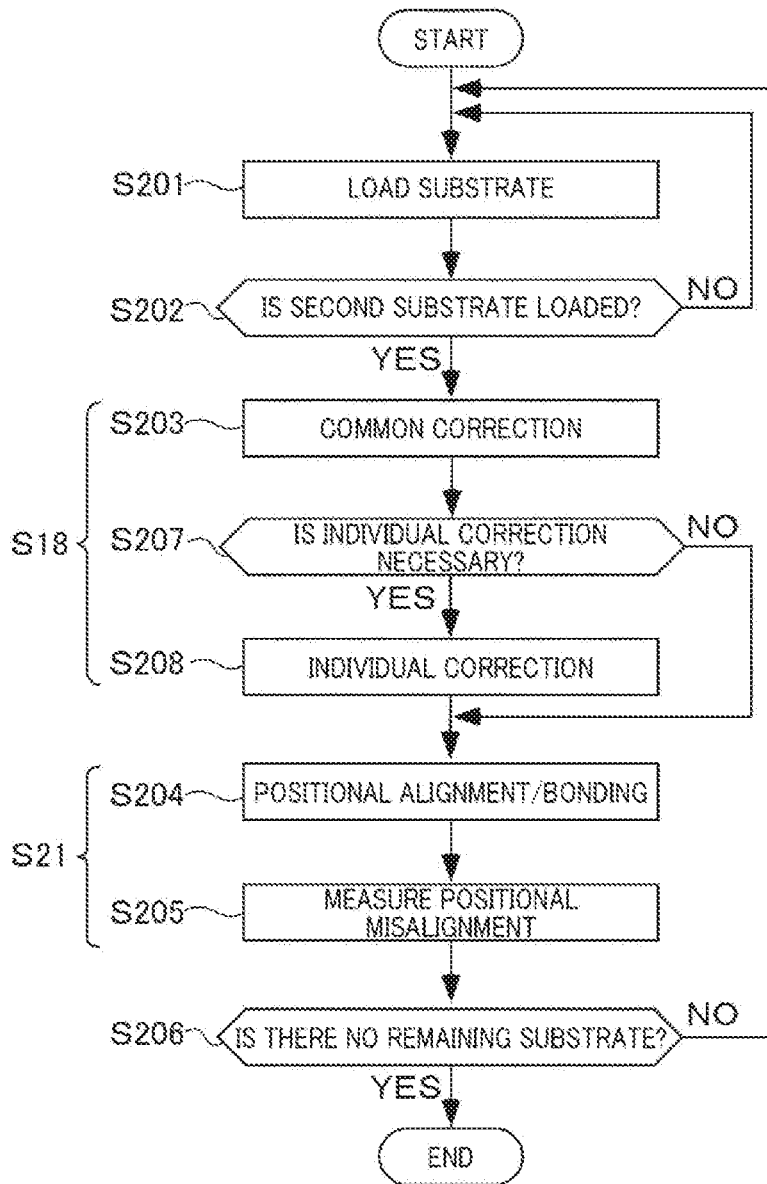 START
S201
LOAD SUBSTRATE
S202
IS SECOND SUBSTRATE LOADED?
NO
YES
S203
COMMON CORRECTION
S18
S207
IS INDIVIDUAL CORRECTION
NECESSARY?
NO
YES
S208
INDIVIDUAL CORRECTION
S204
POSITIONAL ALIGNMENT/BONDING
S21
S205
MEASURE POSITIONAL
MISALIGNMENT
S206
IS THERE NO REMAINING SUBSTRATE?
NO
YES
END